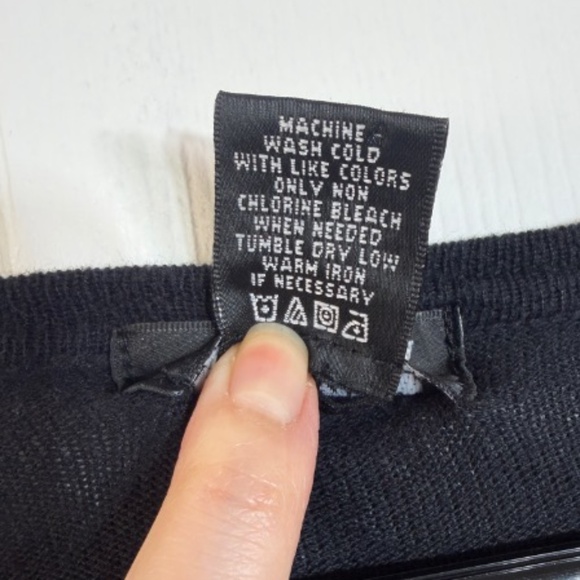 MACHINE
WASH COLD
WITH LIKE COLORS
ONLY NON
CHLORINE BLEACH
WHEN NEEDED
TUMBLE DRY LOW
WARM IRON
IF NECESSARY